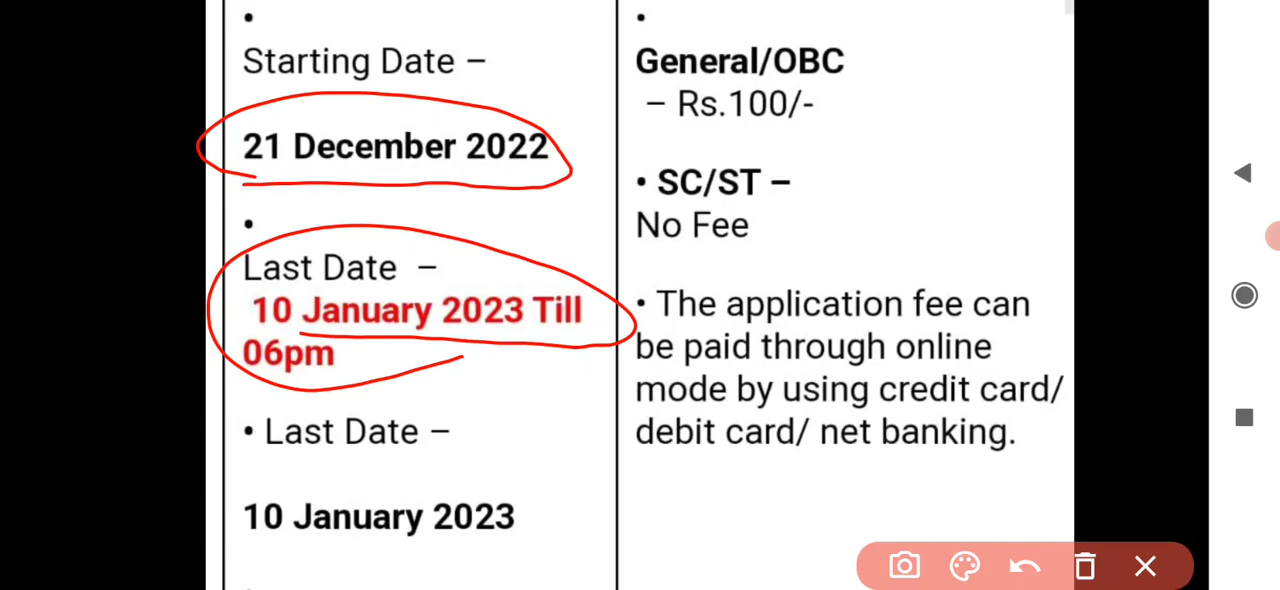 Starting Date –
21 December 2022
Last Date –
10 January 2023 Till
06pm
• Last Date –
10 January 2023
General/OBC
– Rs.100/-
• SC/ST –
No Fee
• The application fee can
be paid through online
mode by using credit card/
debit card/ net banking.